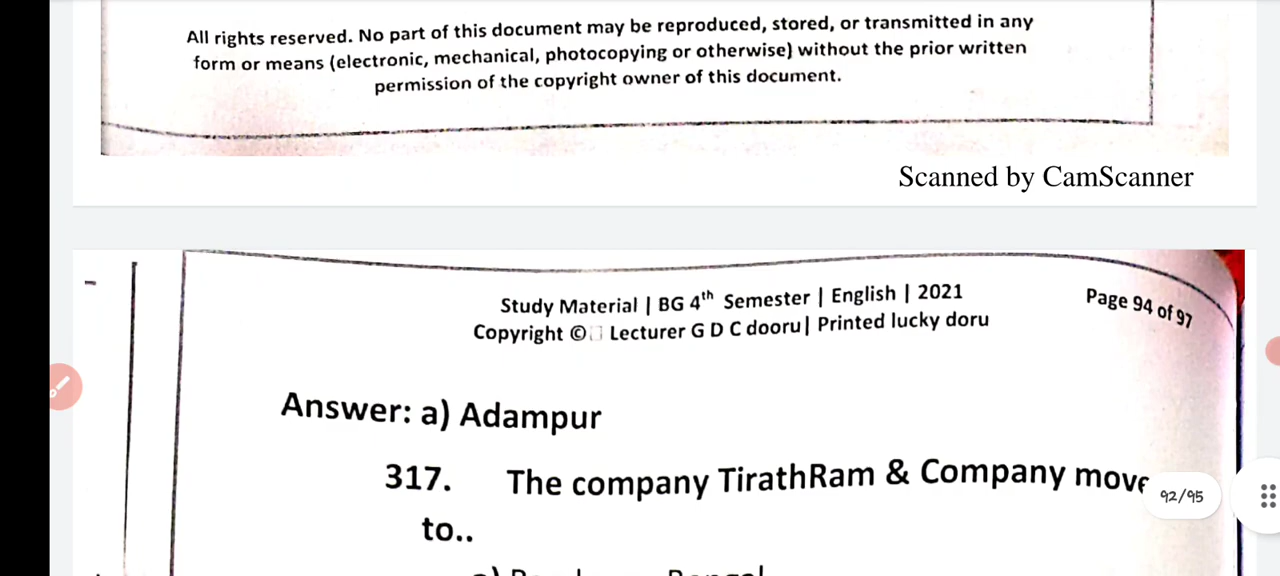 All rights reserved. No part of this document may be reproduced, stored, or transmitted in any
form or means (electronic, mechanical, photocopying or otherwise) without the prior written
permission of the copyright owner of this document.
Scanned by CamScanner
Study Material | BG 4th Semester | English | 2021
Page 94 of 97
Copyright © Lecturer G D C dooru| Printed lucky doru
Answer: a) Adampur
317. The company TirathRam & Company move
92/95
to..